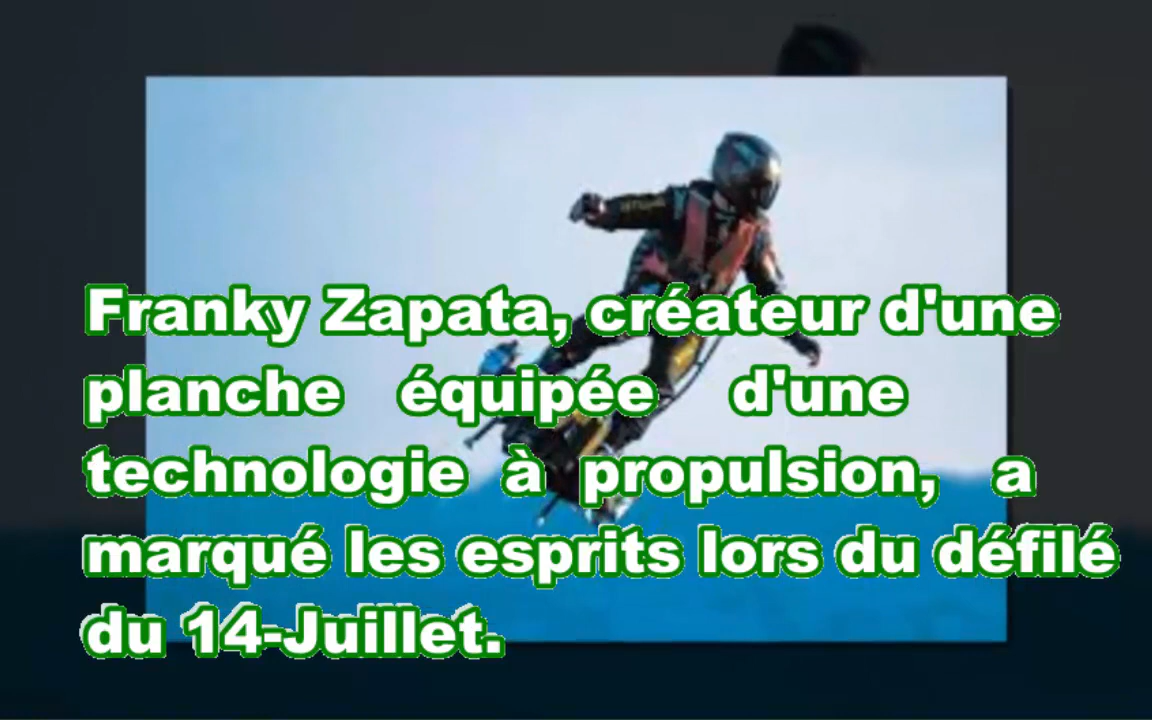 Franky Zapata, créateur d'une
planche équipée d'une
technologie à propulsion, a
marqué les esprits lors du défilé
du 14-Juillet.